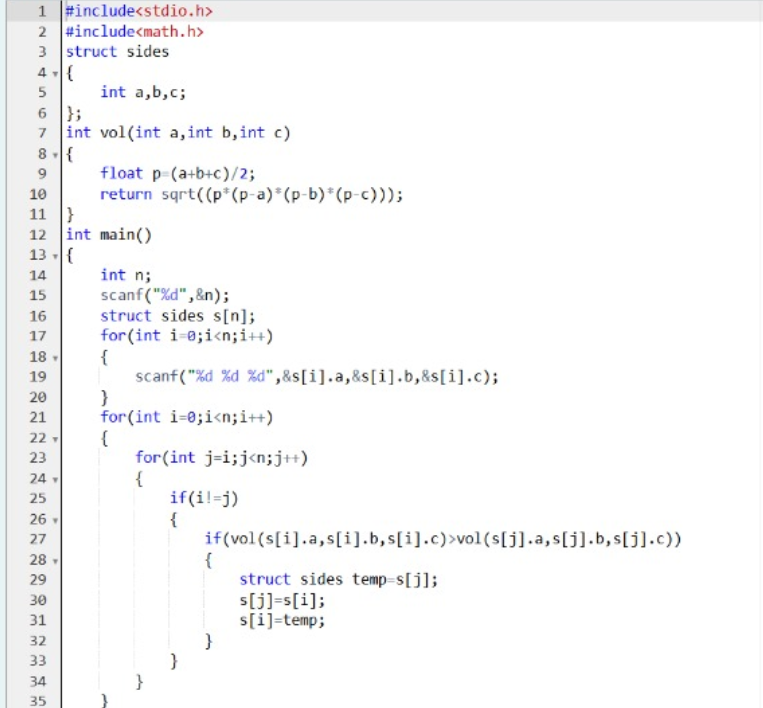 1 #include<stdio.h>
2 #include<math.h>
3 struct sides
4 {
5     int a,b,c;
6 };
7 int vol(int a,int b,int c)
8 {
9     float p=(a+b+c)/2;
10     return sqrt((p*(p-a)*(p-b)*(p-c)));
11 }
12 int main()
13 {
14     int n;
15     scanf("%d",&n);
16     struct sides s[n];
17     for(int i=0;i<n;i++)
18     {
19         scanf("%d %d %d",&s[i].a,&s[i].b,&s[i].c);
20     }
21     for(int i=0;i<n;i++)
22     {
23         for(int j=i;j<n;j++)
24         {
25             if(i!=j)
26             {
27                 if(vol(s[i].a,s[i].b,s[i].c)>vol(s[j].a,s[j].b,s[j].c))
28                 {
29                     struct sides temp=s[j];
30                     s[j]=s[i];
31                     s[i]=temp;
32                 }
33             }
34         }
35     }